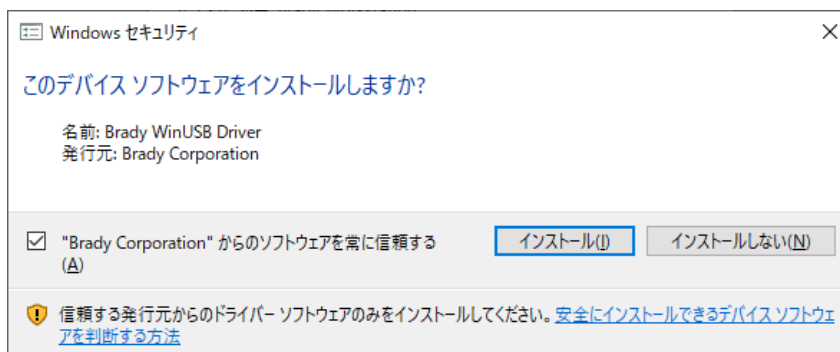 Windows セキュリティ
このデバイス ソフトウェアをインストールしますか?
名前: Brady WinUSB Driver
発行元: Brady Corporation
"Brady Corporation" からのソフトウェアを常に信頼する
(A)
インストール(I)
インストールしない(N)
信頼する発行元からのドライバー ソフトウェアのみをインストールしてください。安全にインストールできるデバイス ソフトウェ
アを判断する方法